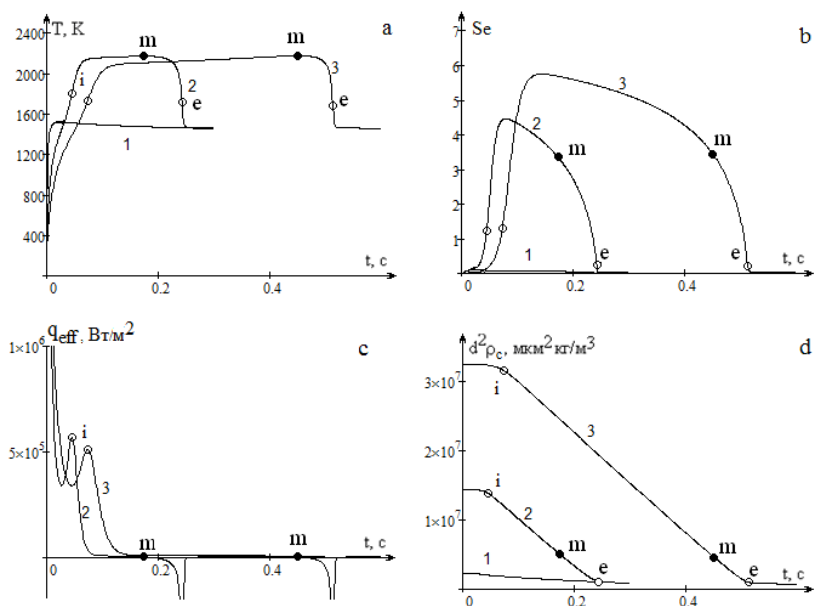 T, K
a
2400
2000
1600
1200
800
400
0
0.2
0.4
t, c
i
m
m
2
3
e
e
1
Se
b
7
6
5
4
3
2
1
0
0.2
0.4
t, c
3
2
m
m
1
e
e
q_eff, Вт/м²
c
1×10⁶
5×10⁵
0
0.2
0.4
t, c
i
2
3
m
m
d²ρ_c, мкм² кг/м³
d
3×10⁷
2×10⁷
1×10⁷
0
0.2
0.4
t, c
i
3
i
2
m
m
1
e
e